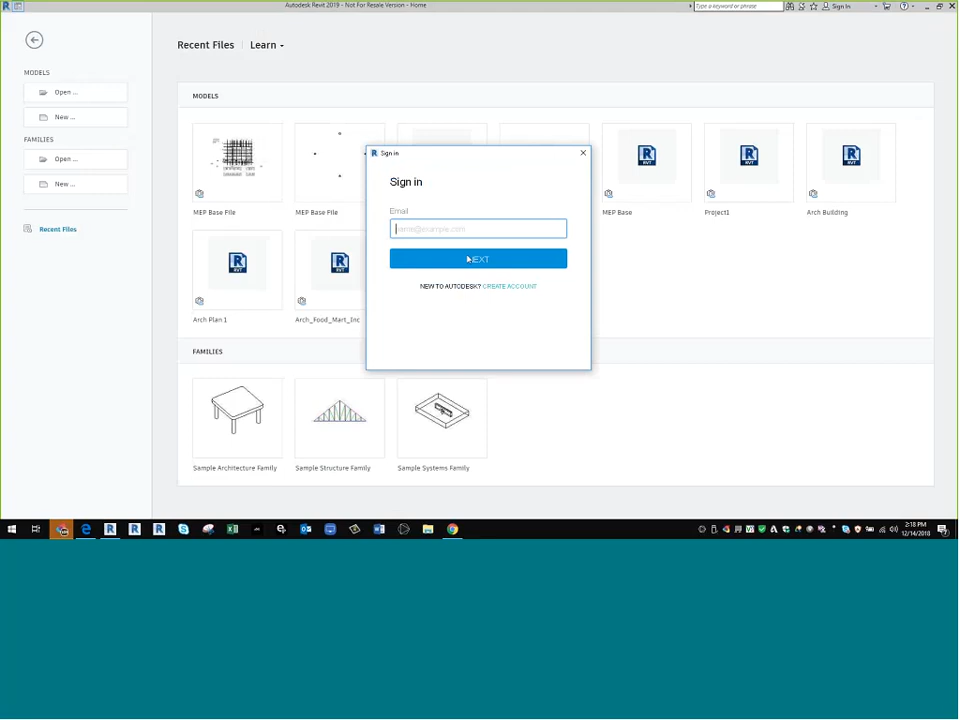 Autodesk Revit 2019 - Not For Resale Version - Home
Type a keyword or phrase
Sign In
Recent Files
Learn
MODELS
Open ...
New ...
FAMILIES
Open ...
New ...
Recent Files
MODELS
MEP Base File
MEP Base File
MEP Base
Project1
Arch Building
Arch Plan 1
Arch_Food_Mart_Inc
Sign in
Sign in
Email
name@example.com
NEXT
NEW TO AUTODESK? CREATE ACCOUNT
FAMILIES
Sample Architecture Family
Sample Structure Family
Sample Systems Family
2:18 PM
12/14/2018